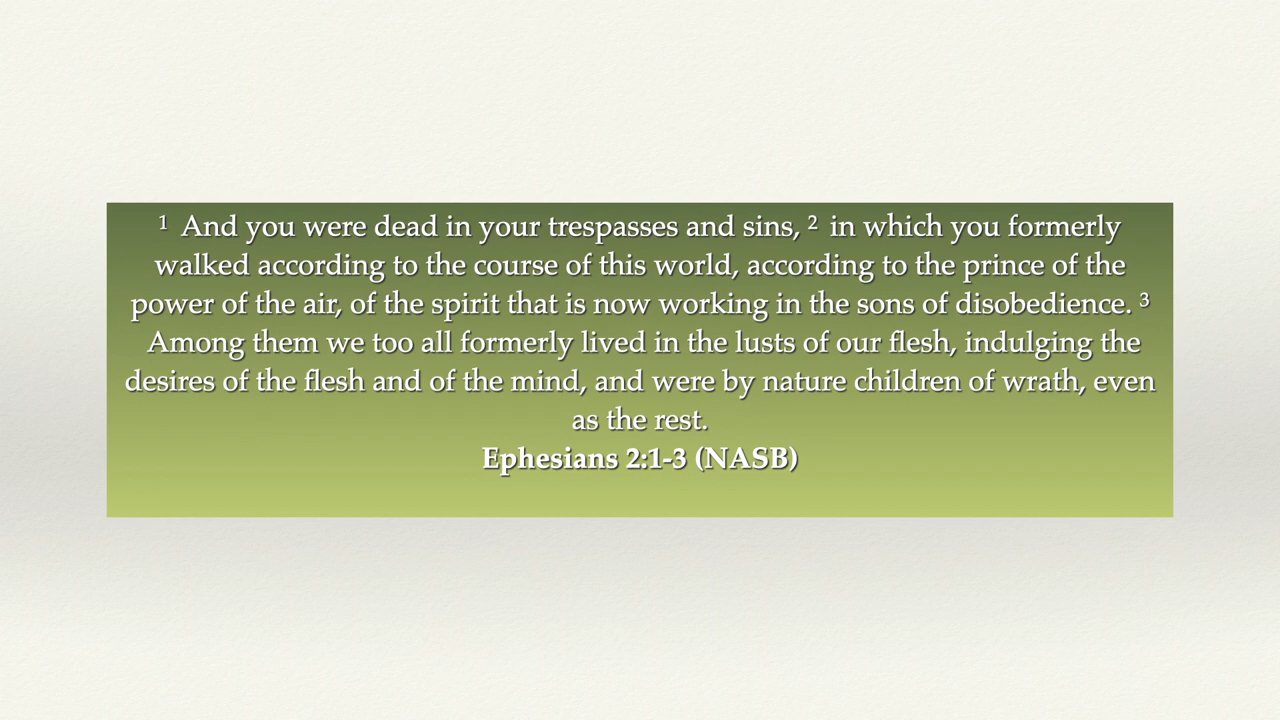 ¹ And you were dead in your trespasses and sins, ² in which you formerly
walked according to the course of this world, according to the prince of the
power of the air, of the spirit that is now working in the sons of disobedience. ³
Among them we too all formerly lived in the lusts of our flesh, indulging the
desires of the flesh and of the mind, and were by nature children of wrath, even
as the rest.
Ephesians 2:1-3 (NASB)